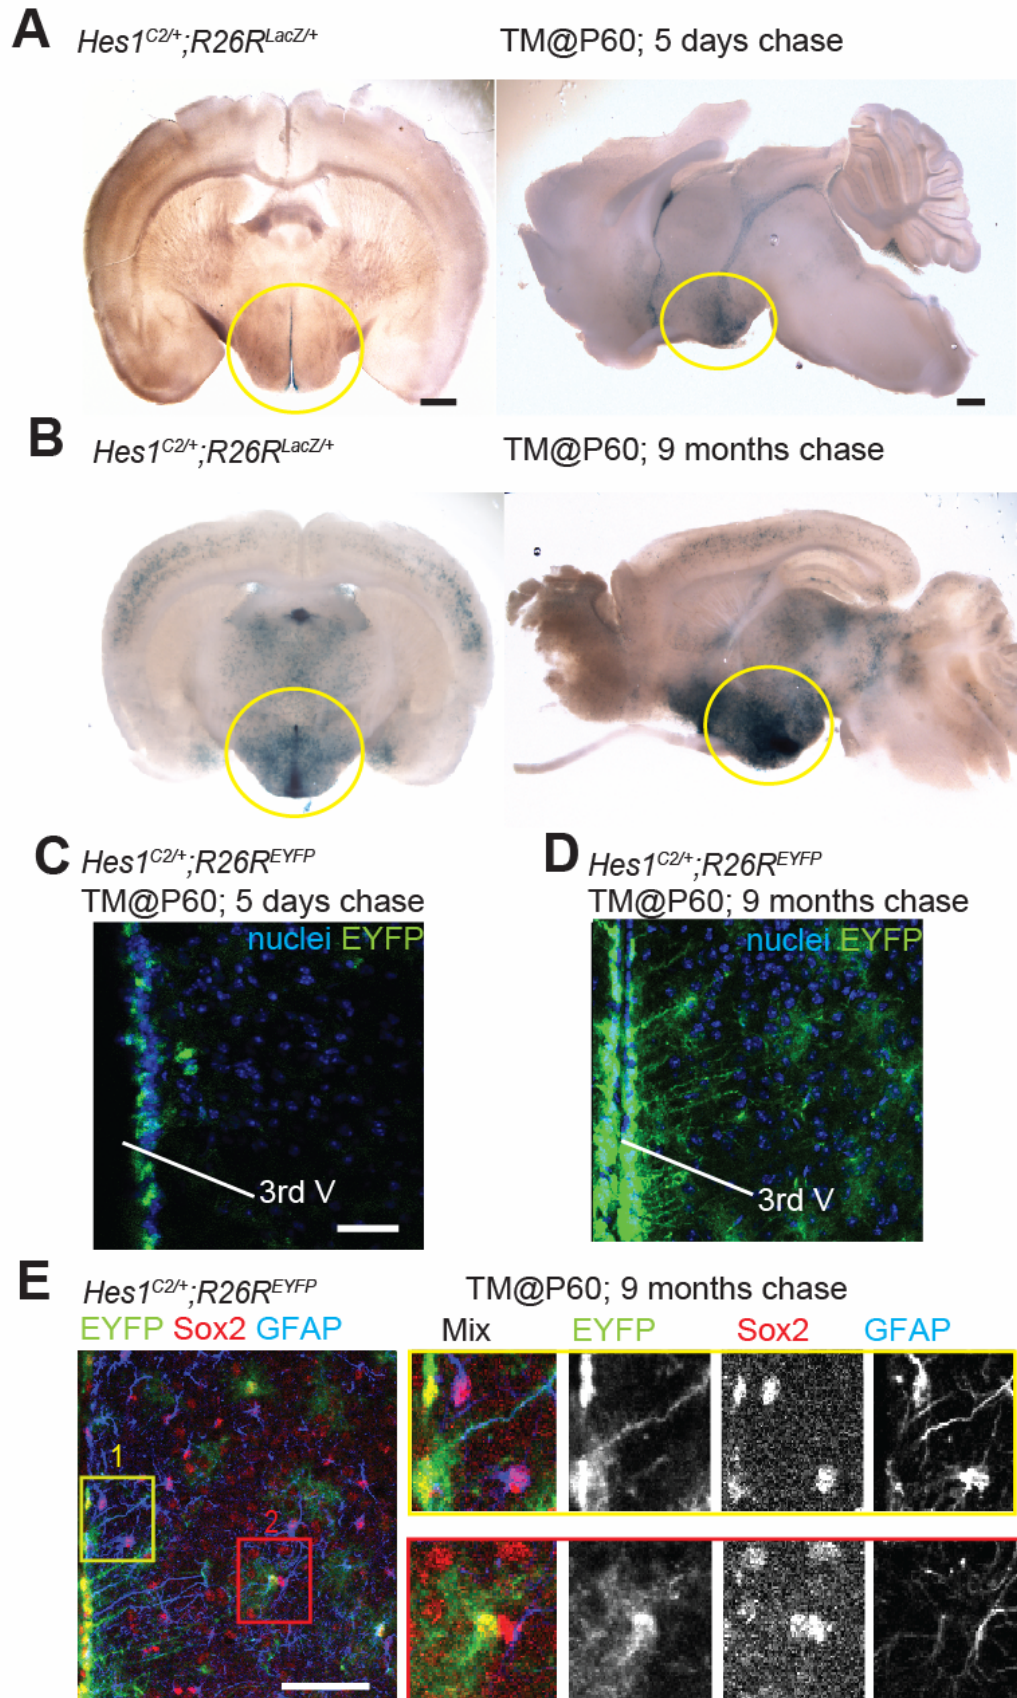 A Hes1C2/+;R26RLacZ/+ TM@P60; 5 days chase
B Hes1C2/+;R26RLacZ/+ TM@P60; 9 months chase
C Hes1C2/+;R26REYFP
TM@P60; 5 days chase
nuclei EYFP
3rd V
D Hes1C2/+;R26REYFP
TM@P60; 9 months chase
nuclei EYFP
3rd V
E Hes1C2/+;R26REYFP TM@P60; 9 months chase
EYFP Sox2 GFAP
Mix EYFP Sox2 GFAP
1
2